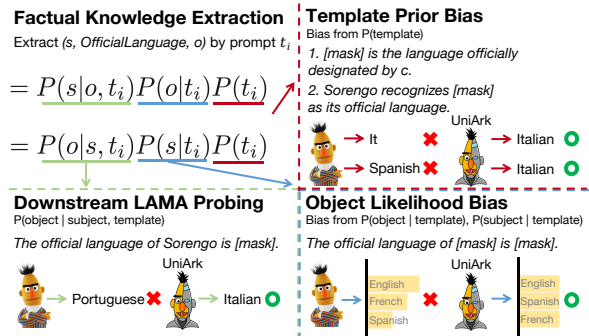 Factual Knowledge Extraction
Extract (s, OfficialLanguage, o) by prompt t_i
= P(s|o, t_i)P(o|t_i)P(t_i)
= P(o|s, t_i)P(s|t_i)P(t_i)
Template Prior Bias
Bias from P(template)
1. [mask] is the language officially
designated by c.
2. Sorengo recognizes [mask]
as its official language.
UniArk
It
Italian
Spanish
Italian
Downstream LAMA Probing
P(object | subject, template)
The official language of Sorengo is [mask].
UniArk
Portuguese
Italian
Object Likelihood Bias
Bias from P(object | template), P(subject | template)
The official language of [mask] is [mask].
UniArk
English
French
Spanish
English
Spanish
French